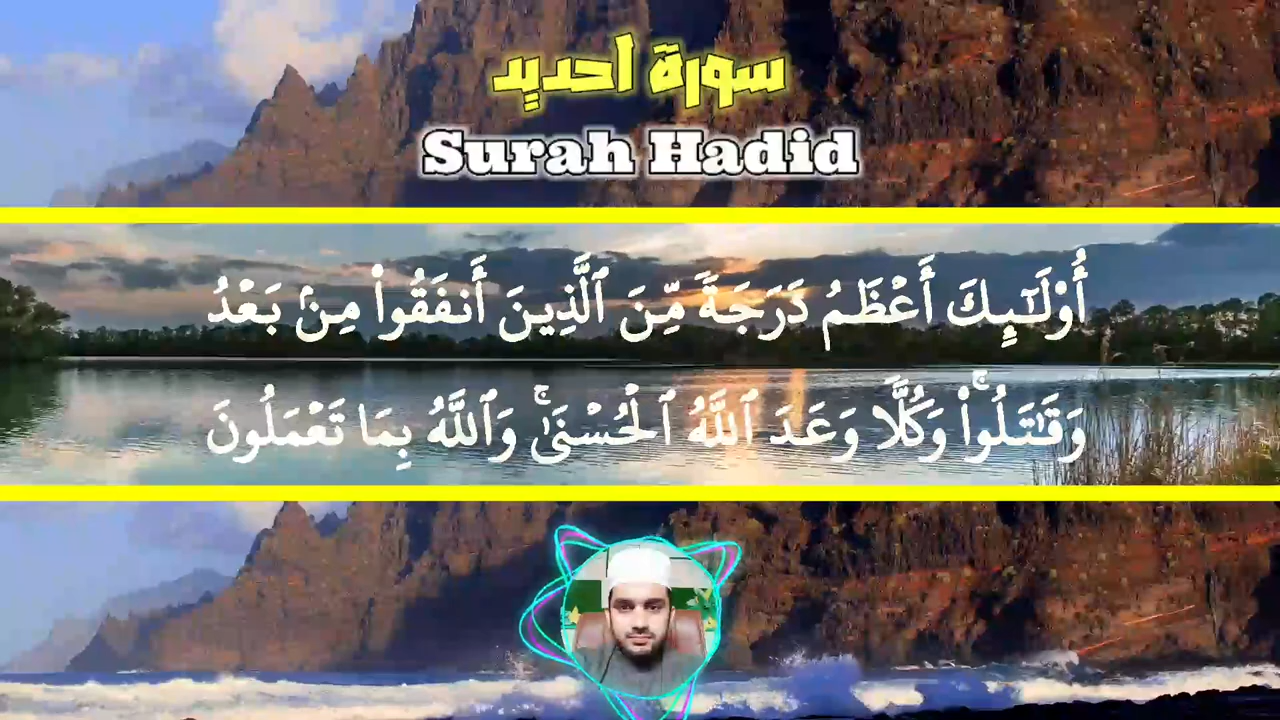 سورة احديد
Surah Hadid
أُو۟لَـٰٓئِكَ أَعْظَمُ دَرَجَةً مِّنَ ٱلَّذِينَ أَنفَقُوا۟ مِنۢ بَعْدُ
وَقَـٰتَلُوا۟ۚ وَكُلًّا وَعَدَ ٱللَّهُ ٱلْحُسْنَىٰۚ وَٱللَّهُ بِمَا تَعْمَلُونَ